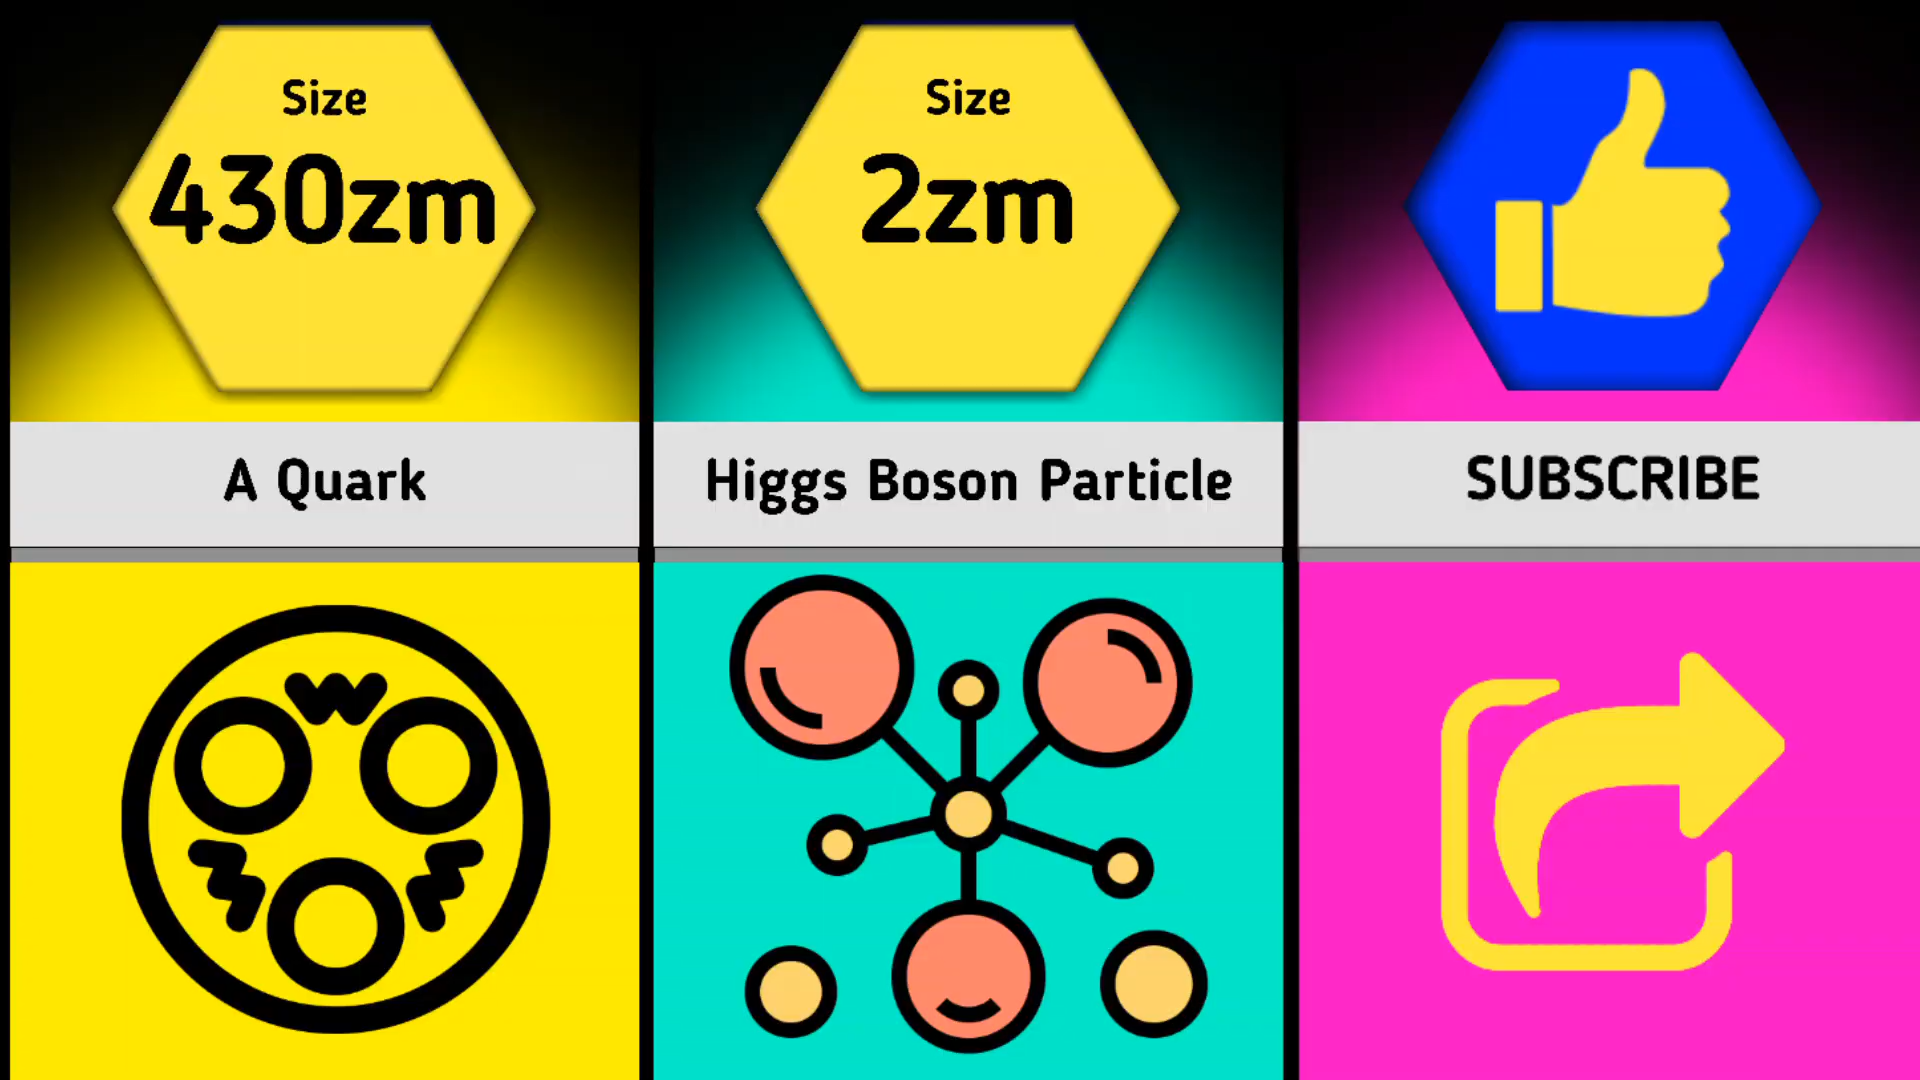 Size
430zm
A Quark
Size
2zm
Higgs Boson Particle
SUBSCRIBE